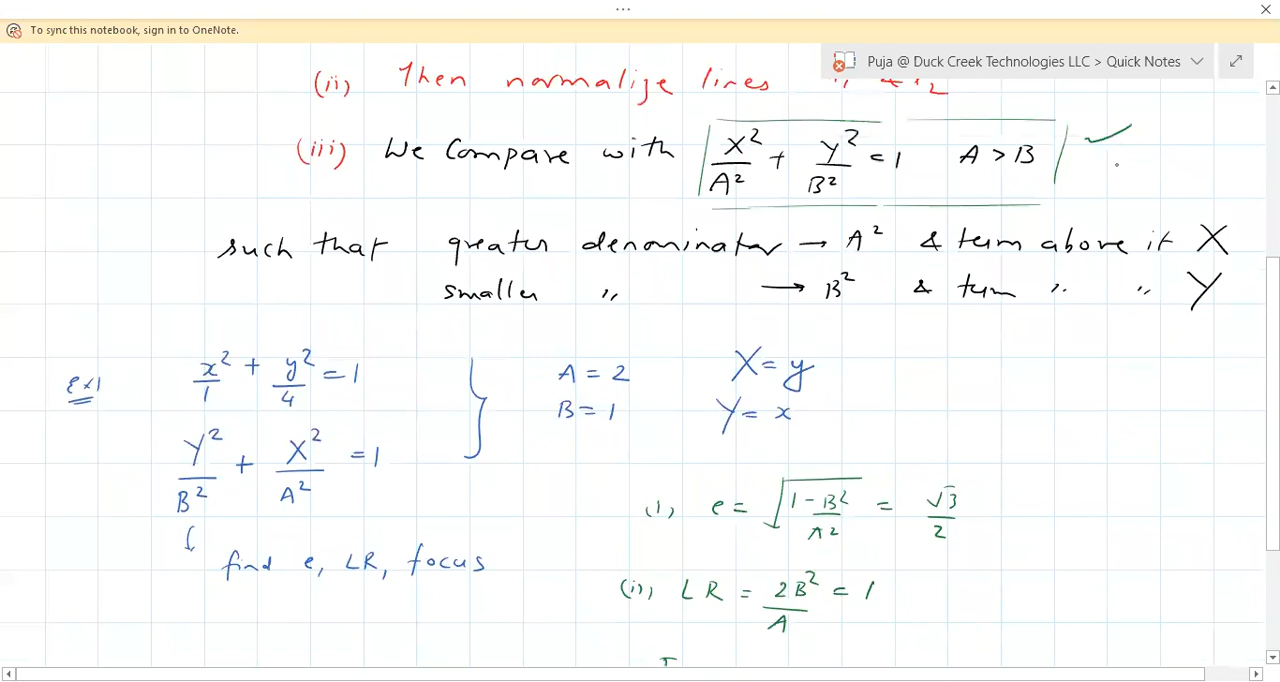 To sync this notebook, sign in to OneNote.
Puja @ Duck Creek Technologies LLC > Quick Notes
(ii) Then normalize lines
(iii) We compare with X²/A² + Y²/B² = 1 A > B
such that greater denominator → A² & term above it X
smaller " → B² & term " " Y
Ex1 x²/1 + y²/4 = 1 A = 2 X = y
B = 1 Y = x
Y²/B² + X²/A² = 1
(i) e = √(1 - B²/A²) = √3/2
find e, LR, focus
(ii) LR = 2B²/A = 1